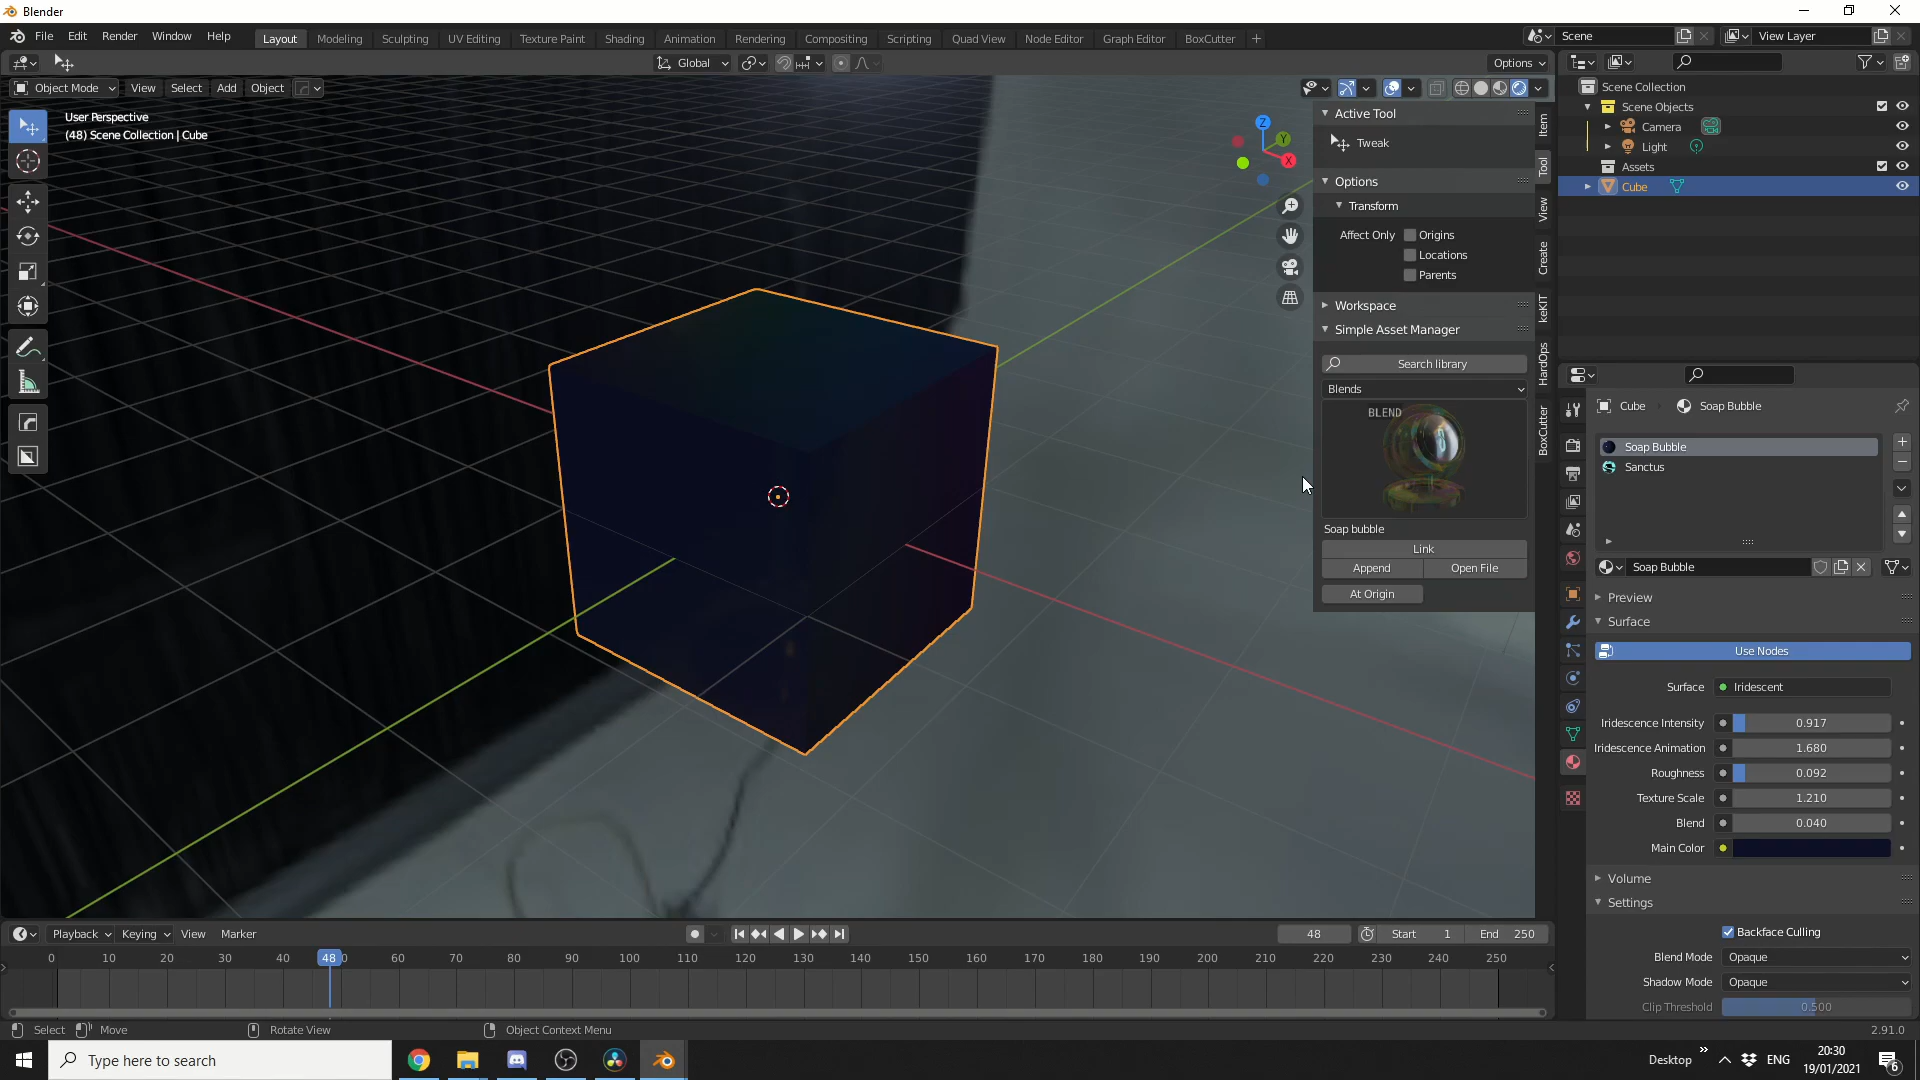 Blender
File Edit Render Window Help Layout Modeling Sculpting UV Editing Texture Paint Shading Animation Rendering Compositing Scripting Quad View Node Editor Graph Editor BoxCutter + Scene View Layer
Global Options
Object Mode View Select Add Object
User Perspective
(48) Scene Collection | Cube
Z
Y
X
Active Tool
Tweak
Options
Transform
Affect Only Origins
Locations
Parents
Workspace
Simple Asset Manager
Search library
Blends
BLEND
Soap bubble
Link
Append Open File
At Origin
Item
Tool
View
Create
keKIT
HardOps
BoxCutter
Scene Collection
Scene Objects
Camera
Light
Assets
Cube
Cube Soap Bubble
Soap Bubble
Sanctus
Soap Bubble
Preview
Surface
Use Nodes
Surface Iridescent
Iridescence Intensity 0.917
Iridescence Animation 1.680
Roughness 0.092
Texture Scale 1.210
Blend 0.040
Main Color
Volume
Settings
Backface Culling
Blend Mode Opaque
Shadow Mode Opaque
Clip Threshold 0.500
Playback Keying View Marker 48 Start 1 End 250
0 10 20 30 40 48 60 70 80 90 100 110 120 130 140 150 160 170 180 190 200 210 220 230 240 250
Select Move Rotate View Object Context Menu 2.91.0
Type here to search
Desktop ENG
20:30
19/01/2021
6